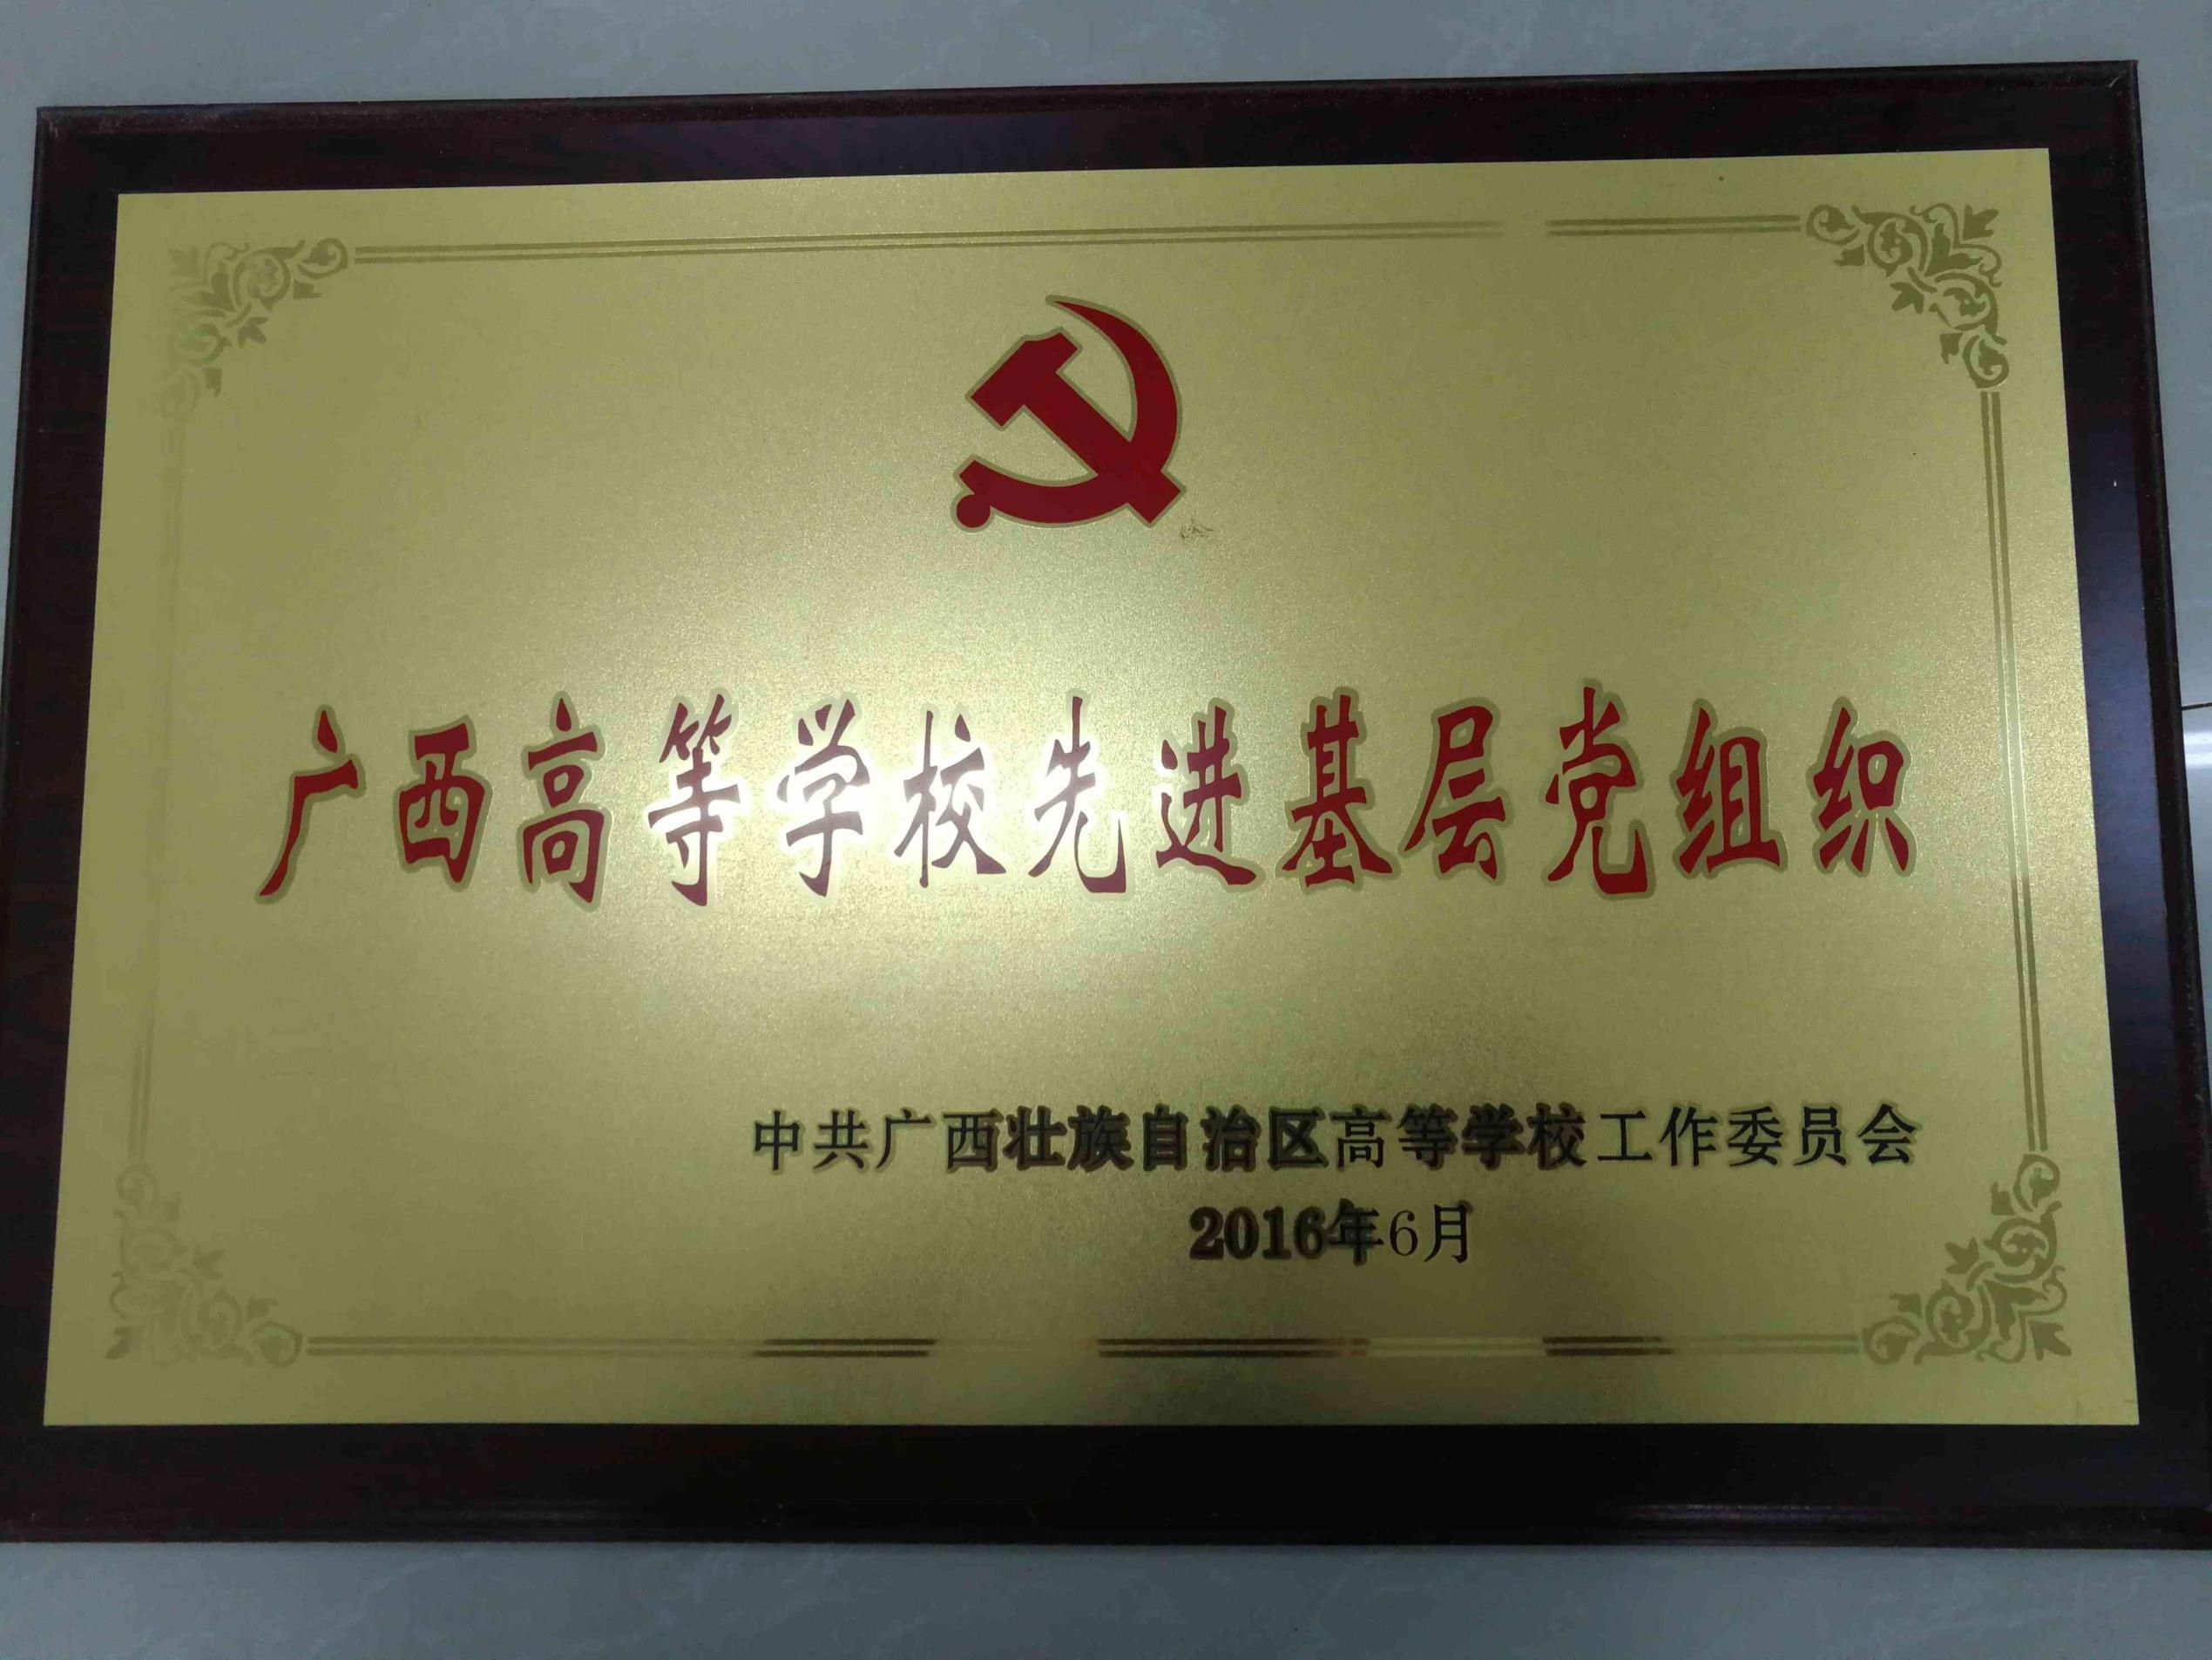 广西高等学校先进基层党组织
中共广西壮族自治区高等学校工作委员会
2016年6月